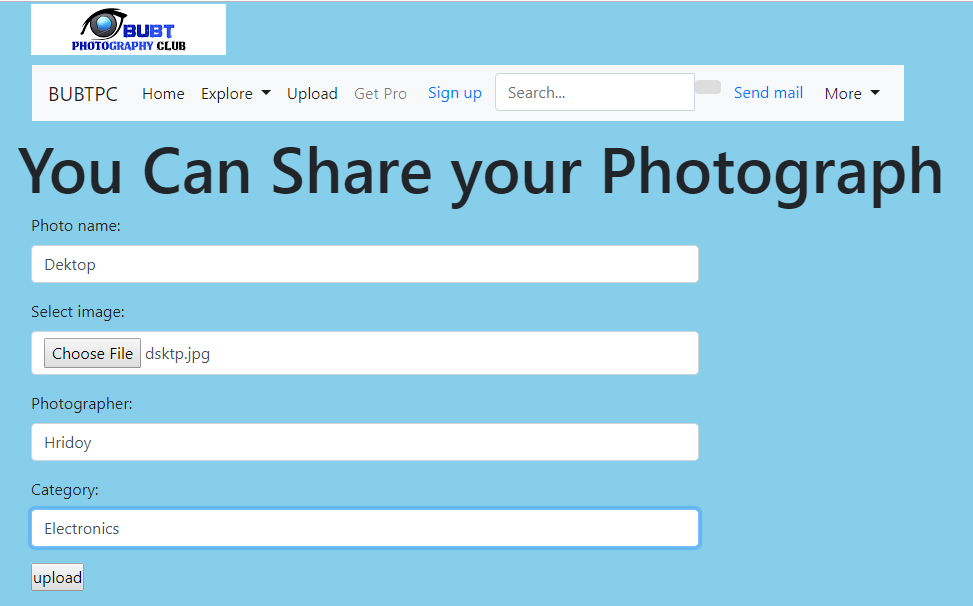 BUBT
PHOTOGRAPHY CLUB
BUBTPC Home Explore Upload Get Pro Sign up Search... Send mail More
You Can Share your Photograph
Photo name:
Dektop
Select image:
Choose File dsktp.jpg
Photographer:
Hridoy
Category:
Electronics
upload